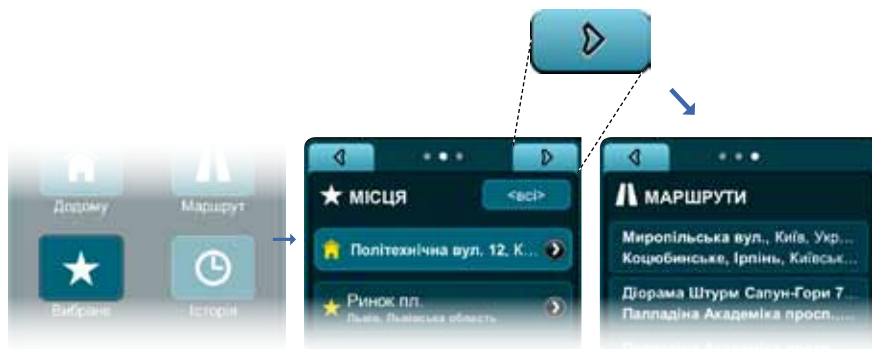 Додому
Маршрут
Вибране
Історія
МІСЦЯ
<всі>
Політехнічна вул. 12, К...
Ринок пл.
Львів, Львівська область
МАРШРУТИ
Миропільська вул., Київ, Укр...
Коцюбинське, Ірпінь, Київськ...
Діорама Штурм Сапун-Гори 7...
Палладіна Академіка просп.....